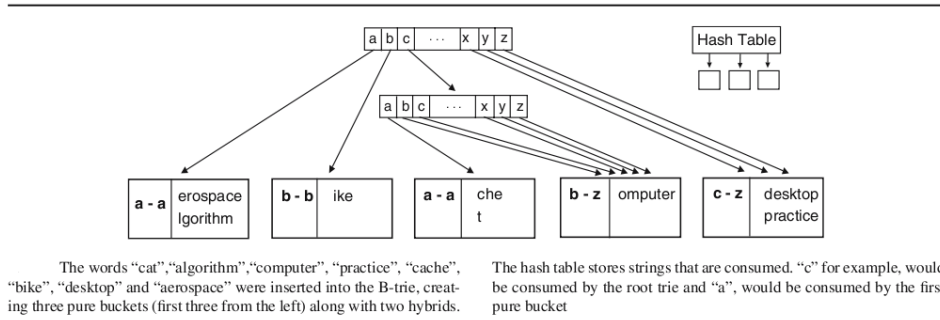 a b c ... x y z
Hash Table
a b c ... x y z
a - a
erospace
lgorithm
b - b
ike
a - a
che
t
b - z
omputer
c - z
desktop
practice
The words “cat”,“algorithm”,“computer”, “practice”, “cache”,
“bike”, “desktop” and “aerospace” were inserted into the B-trie, creat-
ing three pure buckets (first three from the left) along with two hybrids.
The hash table stores strings that are consumed. “c” for example, would
be consumed by the root trie and “a”, would be consumed by the first
pure bucket